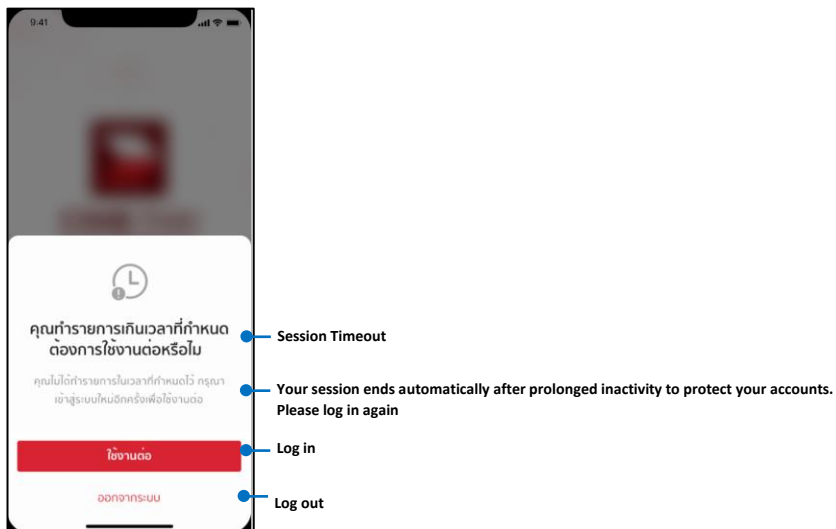 9:41
คุณทำรายการเกินเวลาที่กำหนด
ต้องการใช้งานต่อหรือไม่
คุณไม่ได้ทำรายการในเวลาที่กำหนดไว้ กรุณา
เข้าสู่ระบบใหม่อีกครั้งเพื่อใช้งานต่อ
ใช้งานต่อ
ออกจากระบบ
Session Timeout
Your session ends automatically after prolonged inactivity to protect your accounts.
Please log in again
Log in
Log out